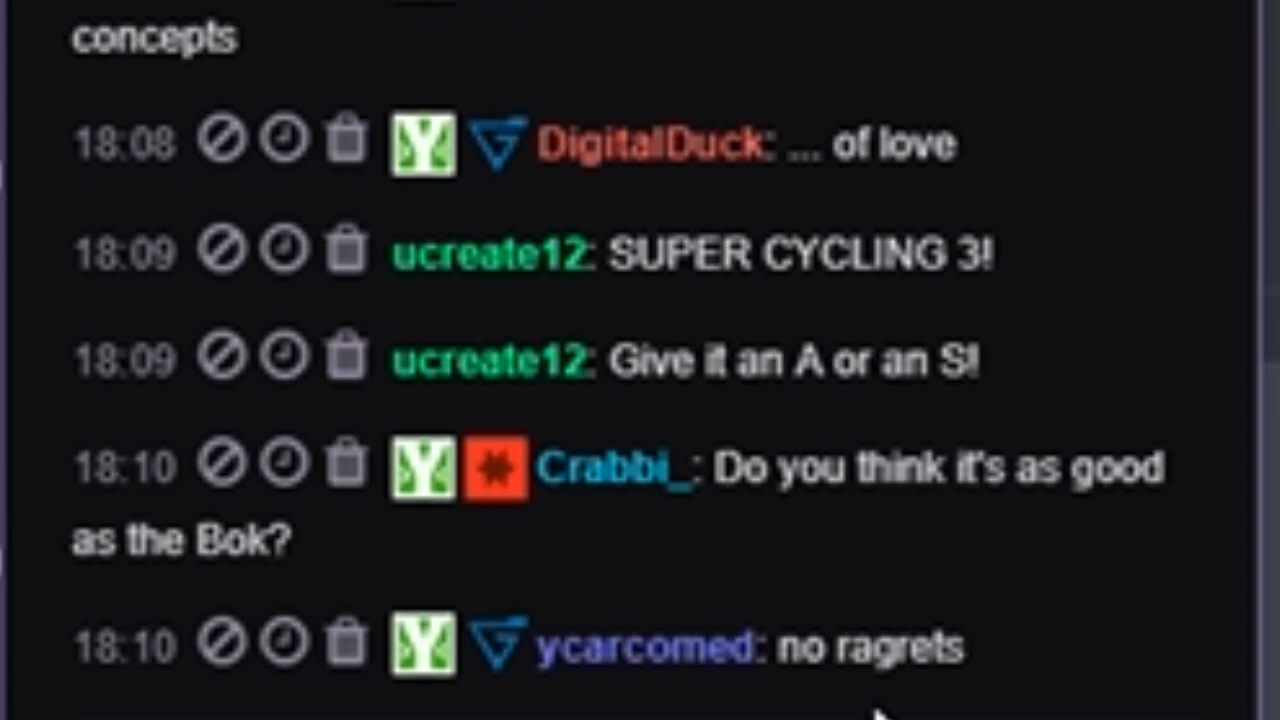 concepts
18:08 DigitalDuck: ... of love
18:09 ucreate12: SUPER CYCLING 3!
18:09 ucreate12: Give it an A or an S!
18:10 Crabbi_: Do you think it's as good
as the Bok?
18:10 ycarcomed: no ragrets